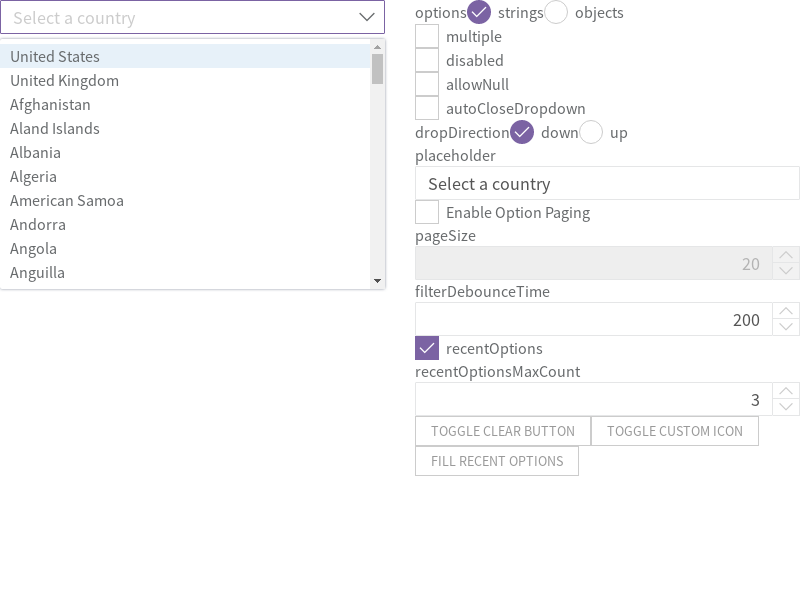 Select a country
United States
United Kingdom
Afghanistan
Aland Islands
Albania
Algeria
American Samoa
Andorra
Angola
Anguilla
options strings objects
multiple
disabled
allowNull
autoCloseDropdown
dropDirection down up
placeholder
Select a country
Enable Option Paging
pageSize
20
filterDebounceTime
200
recentOptions
recentOptionsMaxCount
3
TOGGLE CLEAR BUTTON TOGGLE CUSTOM ICON
FILL RECENT OPTIONS